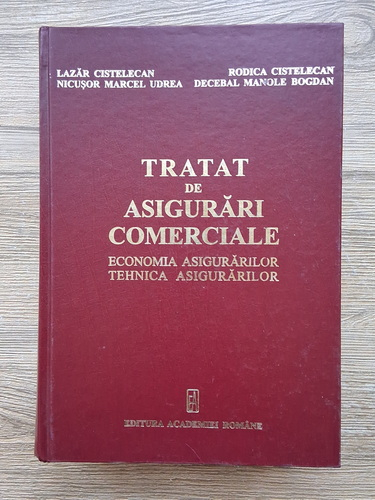 LAZĂR CISTELECAN RODICA CISTELECAN
NICUȘOR MARCEL UDREA DECEBAL MANOLE BOGDAN
TRATAT
DE
ASIGURĂRI
COMERCIALE
ECONOMIA ASIGURĂRILOR
TEHNICA ASIGURĂRILOR
EDITURA ACADEMIEI ROMÂNE